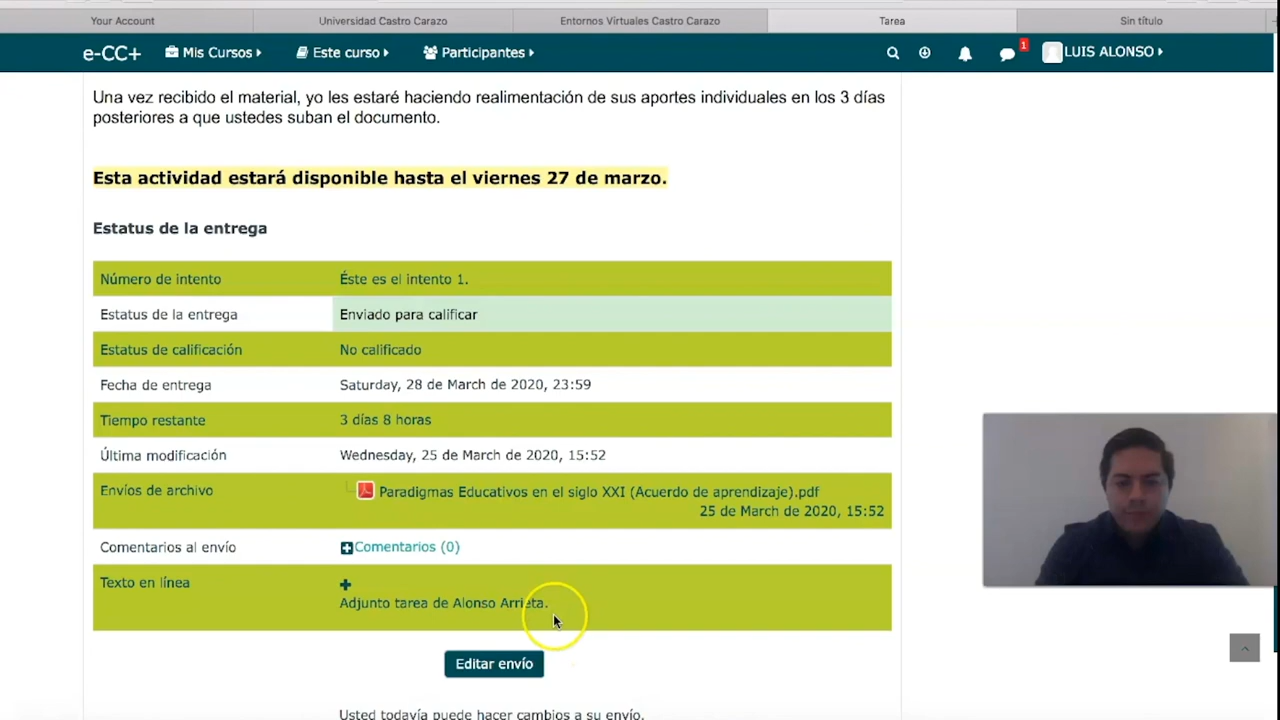 Your Account
Universidad Castro Carazo
Entornos Virtuales Castro Carazo
Tarea
Sin título
e-CC+
Mis Cursos
Este curso
Participantes
1
LUIS ALONSO
Una vez recibido el material, yo les estaré haciendo realimentación de sus aportes individuales en los 3 días
posteriores a que ustedes suban el documento.
Esta actividad estará disponible hasta el viernes 27 de marzo.
Estatus de la entrega
Número de intento Éste es el intento 1.
Estatus de la entrega Enviado para calificar
Estatus de calificación No calificado
Fecha de entrega Saturday, 28 de March de 2020, 23:59
Tiempo restante 3 días 8 horas
Última modificación Wednesday, 25 de March de 2020, 15:52
Envíos de archivo Paradigmas Educativos en el siglo XXI (Acuerdo de aprendizaje).pdf
25 de March de 2020, 15:52
Comentarios al envío Comentarios (0)
Texto en línea
Adjunto tarea de Alonso Arrieta.
Editar envío
Usted todavía puede hacer cambios a su envío.